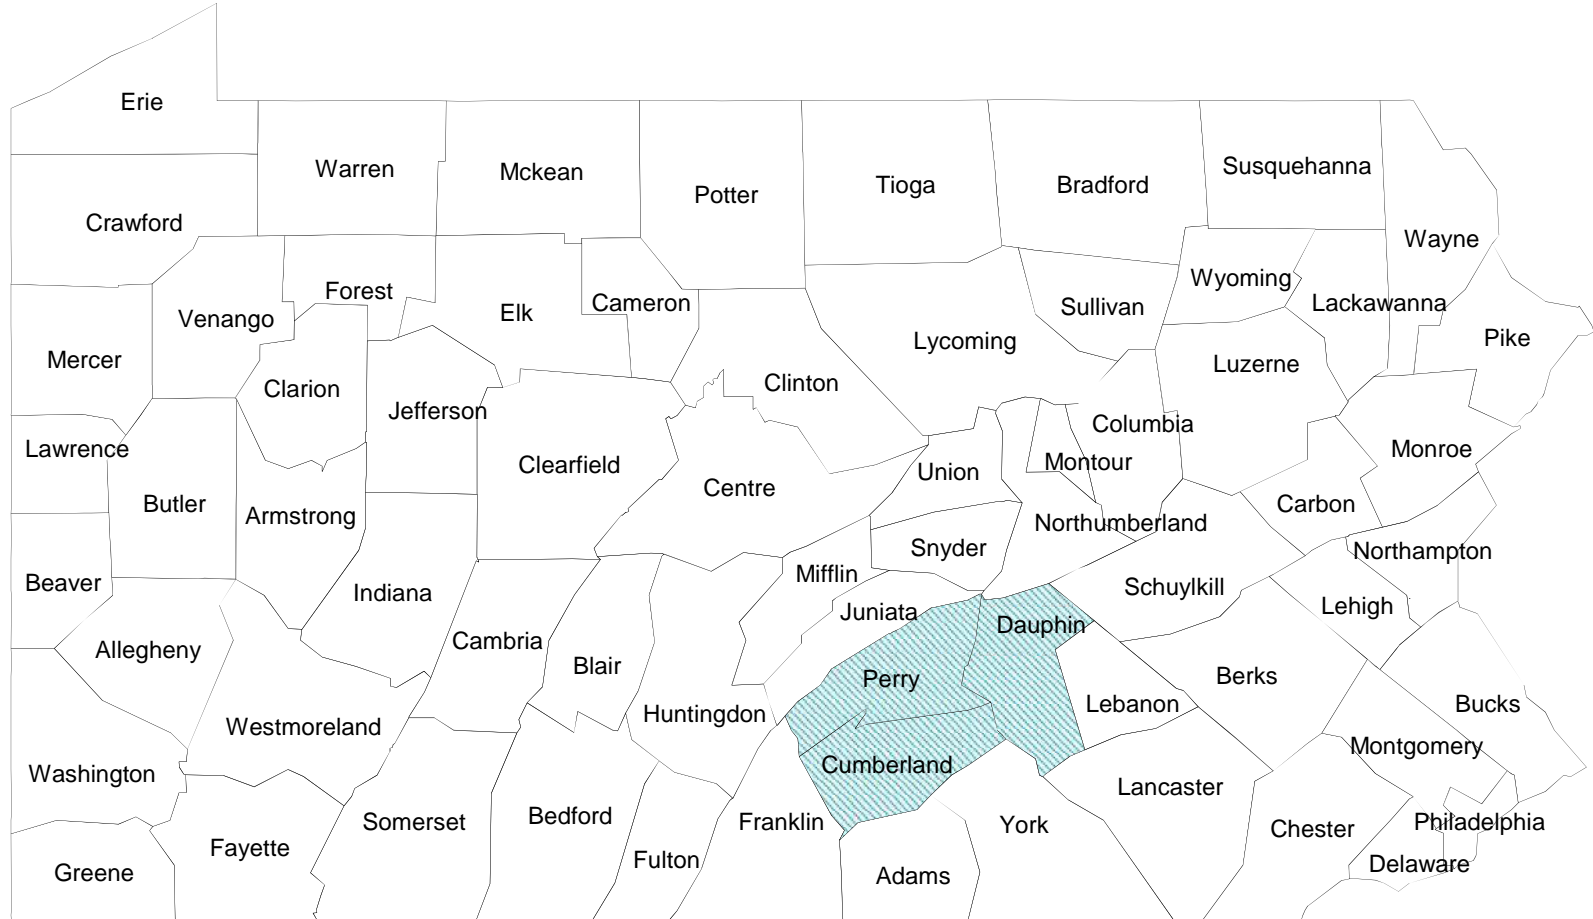 Erie
Warren
Mckean
Potter
Tioga
Bradford
Susquehanna
Crawford
Wayne
Forest
Venango
Elk
Cameron
Wyoming
Sullivan
Lackawanna
Mercer
Lycoming
Pike
Luzerne
Clarion
Clinton
Jefferson
Columbia
Lawrence
Clearfield
Montour
Monroe
Union
Centre
Butler
Armstrong
Carbon
Northumberland
Snyder
Northampton
Beaver
Mifflin
Indiana
Schuylkill
Juniata
Lehigh
Dauphin
Cambria
Allegheny
Blair
Perry
Berks
Huntingdon
Lebanon
Bucks
Westmoreland
Montgomery
Washington
Cumberland
Lancaster
Somerset
Bedford
Franklin
York
Chester
Philadelphia
Fayette
Fulton
Delaware
Greene
Adams